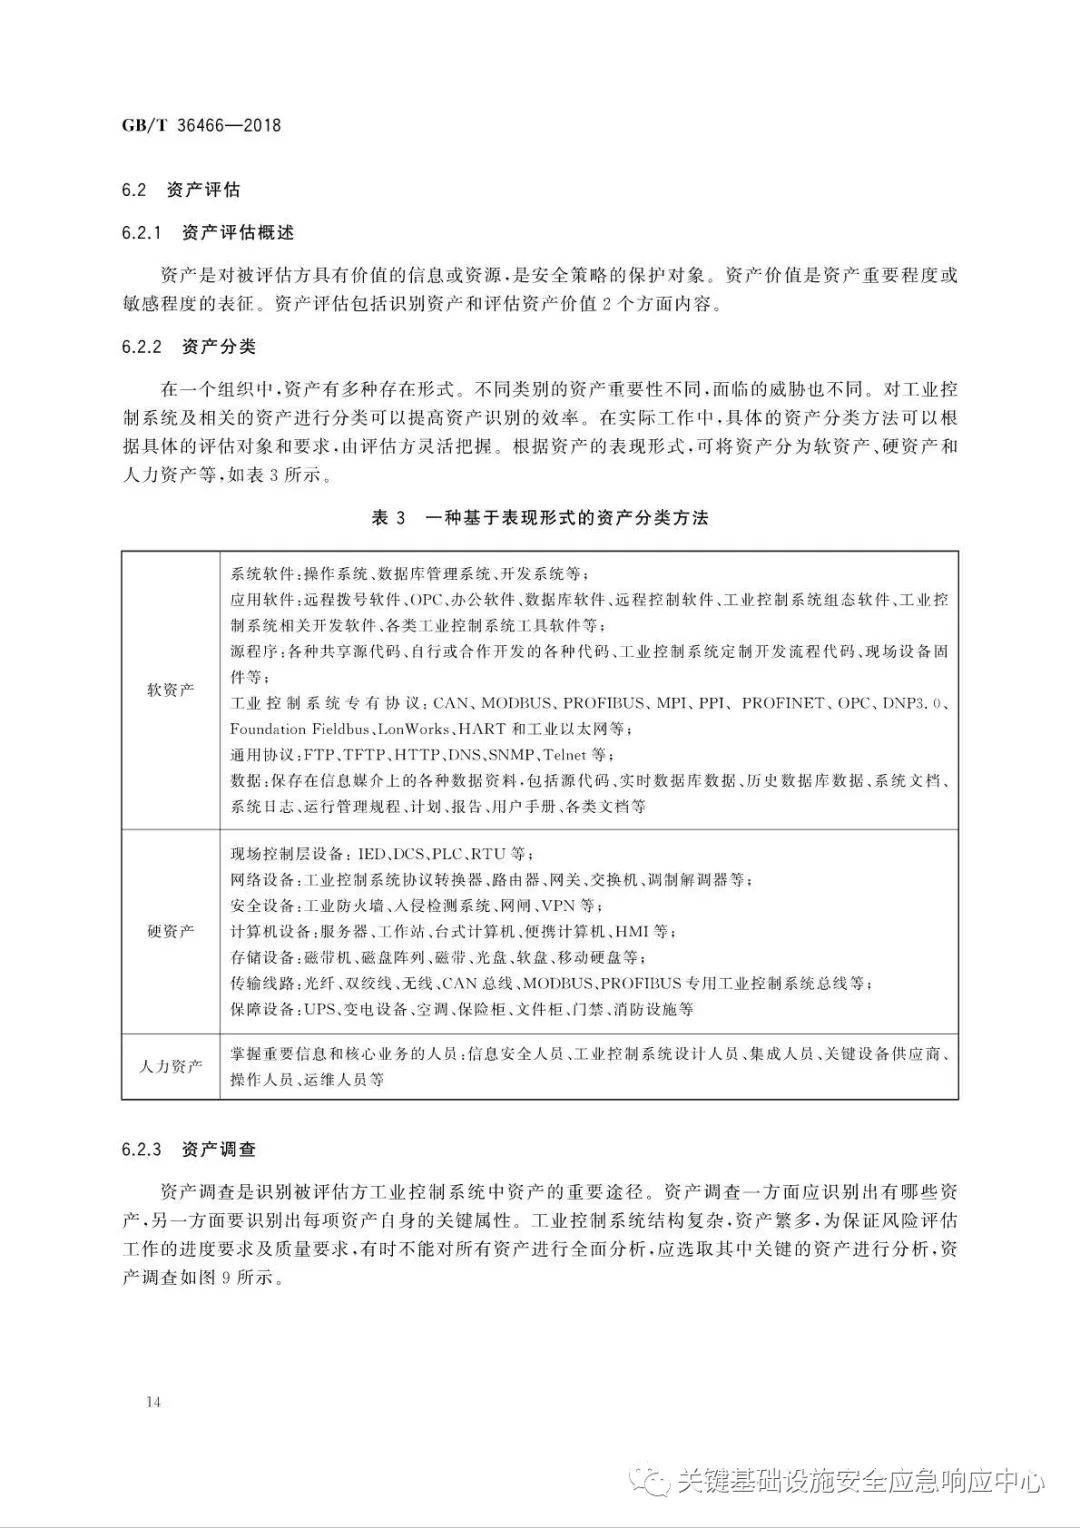 GB/T 36466—2018
6.2 资产评估
6.2.1 资产评估概述
资产是对被评估方具有价值的信息或资源,是安全策略的保护对象。资产价值是资产重要程度或
敏感程度的表征。资产评估包括识别资产和评估资产价值 2 个方面内容。
6.2.2 资产分类
在一个组织中,资产有多种存在形式。不同类别的资产重要性不同,面临的威胁也不同。对工业控
制系统及相关的资产进行分类可以提高资产识别的效率。在实际工作中,具体的资产分类方法可以根
据具体的评估对象和要求,由评估方灵活把握。根据资产的表现形式,可将资产分为软资产、硬资产和
人力资产等,如表 3 所示。
表 3 一种基于表现形式的资产分类方法
软资产
系统软件:操作系统、数据库管理系统、开发系统等;
应用软件:远程拨号软件、OPC、办公软件、数据库软件、远程控制软件、工业控制系统组态软件、工业控
制系统相关开发软件、各类工业控制系统工具软件等;
源程序:各种共享源代码、自行或合作开发的各种代码、工业控制系统定制开发流程代码、现场设备固
件等;
工业控制系统专有协议:CAN、MODBUS、PROFIBUS、MPI、PPI、PROFINET、OPC、DNP3.0、
Foundation Fieldbus、LonWorks、HART 和工业以太网等;
通用协议:FTP、TFTP、HTTP、DNS、SNMP、Telnet 等;
数据:保存在信息媒介上的各种数据资料,包括源代码、实时数据库数据、历史数据库数据、系统文档、
系统日志、运行管理规程、计划、报告、用户手册、各类文档等
硬资产
现场控制层设备:IED、DCS、PLC、RTU 等;
网络设备:工业控制系统协议转换器、路由器、网关、交换机、调制解调器等;
安全设备:工业防火墙、入侵检测系统、网闸、VPN 等;
计算机设备:服务器、工作站、台式计算机、便携计算机、HMI 等;
存储设备:磁带机、磁盘阵列、磁带、光盘、软盘、移动硬盘等;
传输线路:光纤、双绞线、无线、CAN 总线、MODBUS、PROFIBUS 专用工业控制系统总线等;
保障设备:UPS、变电设备、空调、保险柜、文件柜、门禁、消防设施等
人力资产
掌握重要信息和核心业务的人员:信息安全人员、工业控制系统设计人员、集成人员、关键设备供应商、
操作人员、运维人员等
6.2.3 资产调查
资产调查是识别被评估方工业控制系统中资产的重要途径。资产调查一方面应识别出有哪些资
产,另一方面要识别出每项资产自身的关键属性。工业控制系统结构复杂,资产繁多,为保证风险评估
工作的进度要求及质量要求,有时不能对所有资产进行全面分析,应选取其中关键的资产进行分析,资
产调查如图 9 所示。
14
关键基础设施安全应急响应中心